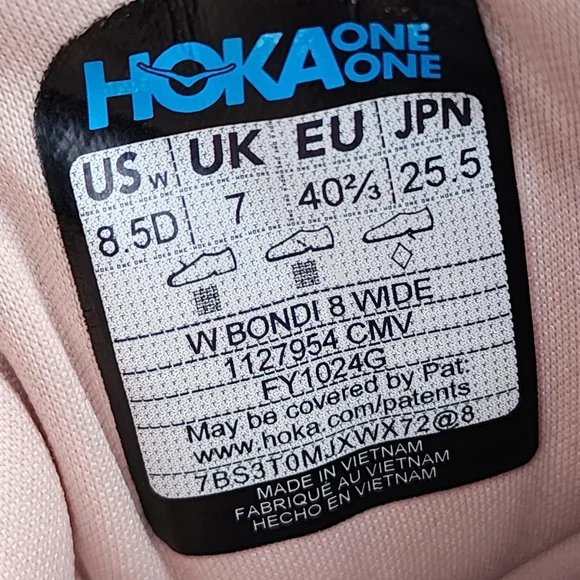 HOKA ONE ONE
US W UK EU JPN
8.5D 7 40⅔ 25.5
W BONDI 8 WIDE
1127954 CMV
FY1024G
May be covered by Pat:
www.hoka.com/patents
7BS3T0MJXWX72@8
MADE IN VIETNAM
FABRIQUÉ AU VIETNAM
HECHO EN VIETNAM